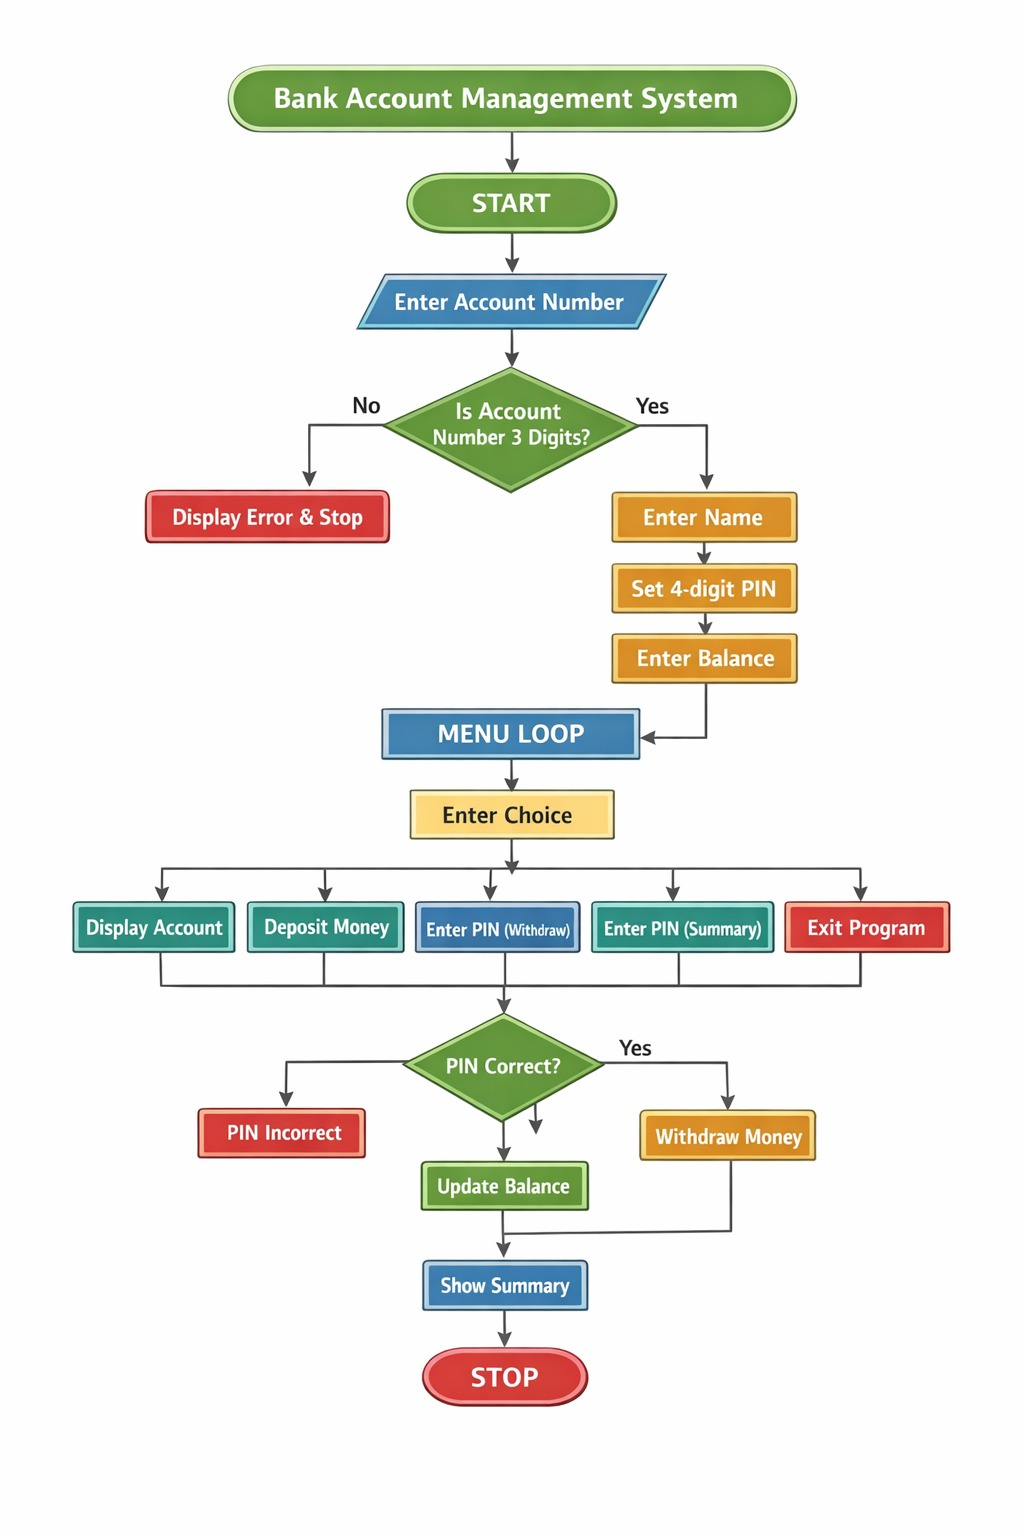 Bank Account Management System
START
Enter Account Number
Is Account
Number 3 Digits?
No
Yes
Display Error & Stop
Enter Name
Set 4-digit PIN
Enter Balance
MENU LOOP
Enter Choice
Display Account
Deposit Money
Enter PIN (Withdraw)
Enter PIN (Summary)
Exit Program
PIN Correct?
Yes
PIN Incorrect
Withdraw Money
Update Balance
Show Summary
STOP